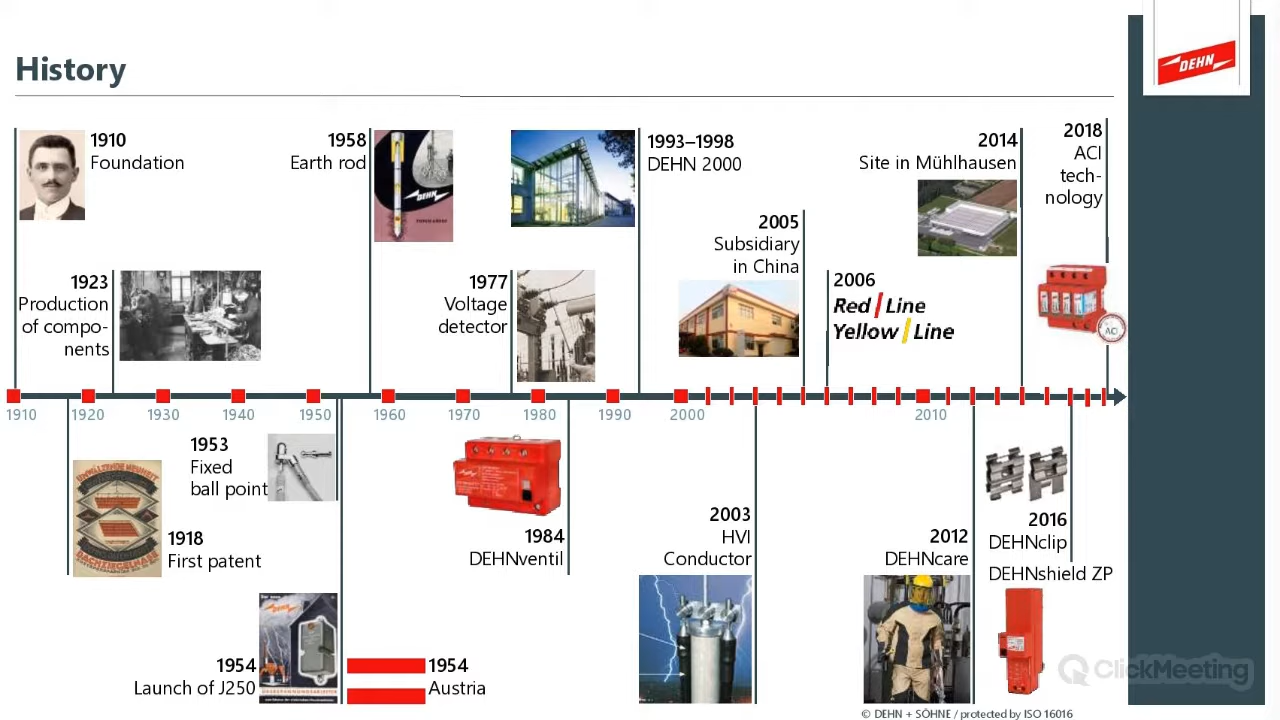 History
DEHN
1910
Foundation
1958
Earth rod
DEHN
1993–1998
DEHN 2000
2014
Site in Mühlhausen
2018
ACI
tech-
nology
2005
Subsidiary
in China
1923
Production
of compo-
nents
1977
Voltage
detector
2006
Red/Line
Yellow/Line
ACI
1910 1920 1930 1940 1950 1960 1970 1980 1990 2000 2010
1953
Fixed
ball point
1918
First patent
1984
DEHNventil
2003
HVI
Conductor
2012
DEHNcare
2016
DEHNclip
DEHNshield ZP
1954
Launch of J250
1954
Austria
ClickMeeting
© DEHN + SÖHNE / protected by ISO 16016